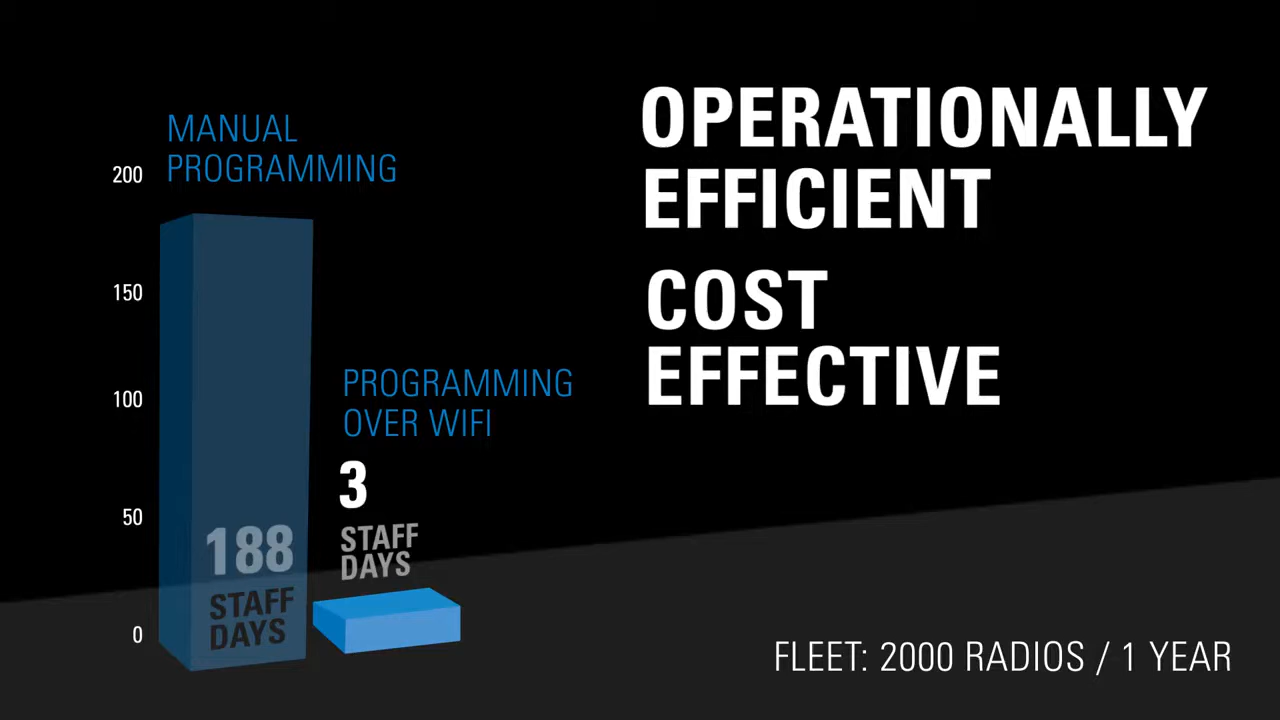 MANUAL
PROGRAMMING
200
150
100
50
0
188
STAFF
DAYS
PROGRAMMING
OVER WIFI
3
STAFF
DAYS
OPERATIONALLY
EFFICIENT
COST
EFFECTIVE
FLEET: 2000 RADIOS / 1 YEAR